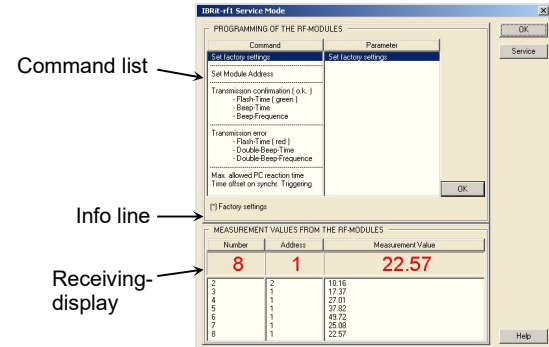 IBRit-rf1 Service Mode
PROGRAMMING OF THE RF-MODULES
OK
Command Parameter
Service
Set factory settings Set factory settings
Command list
Set Module Address
Transmission confirmation ( o.k. )
- Flash-Time ( green )
- Beep-Time
- Beep-Frequence
Transmission error
- Flash-Time ( red )
- Double-Beep-Time
- Double-Beep-Frequence
Max. allowed PC reaction time
Time offset on synchr. Triggering
OK
(*) Factory settings
Info line
MEASUREMENT VALUES FROM THE RF-MODULES
Number Address Measurement Value
8 1 22.57
Receiving-
display
2 2 10.16
3 1 17.37
4 1 27.01
5 1 37.82
6 1 49.72
7 1 25.08
8 1 22.57
Help